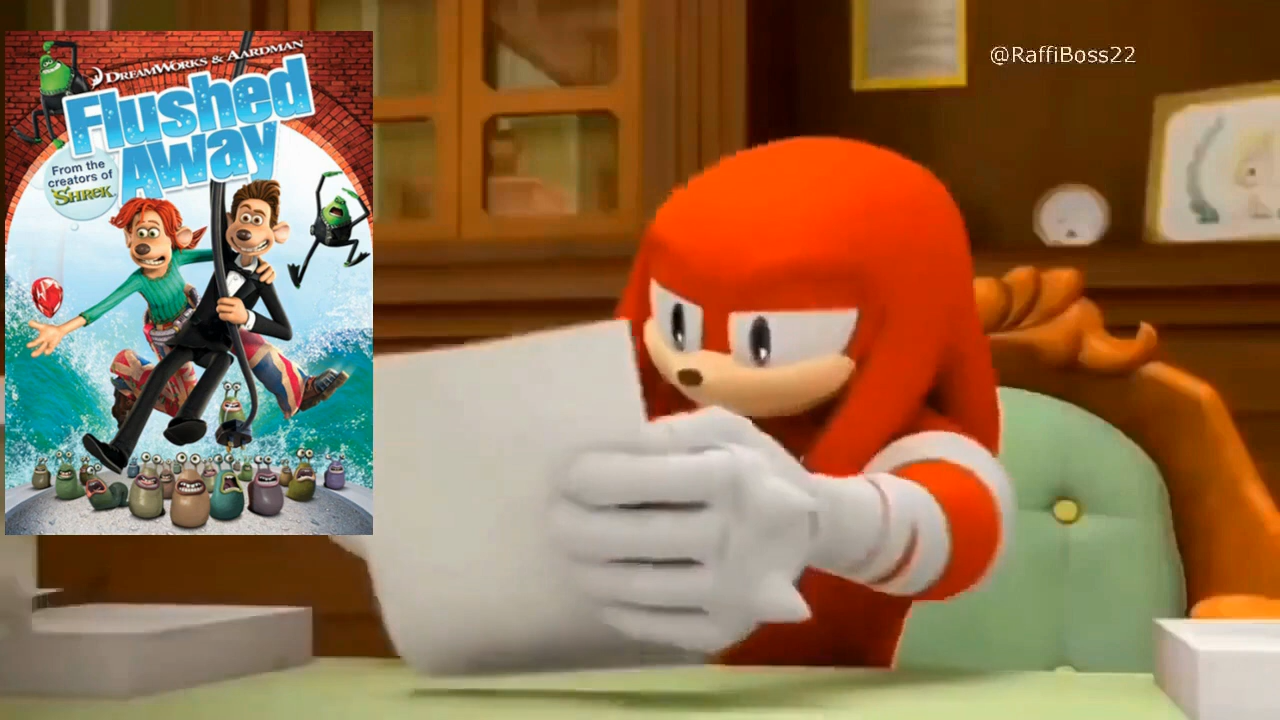 DREAMWORKS & AARDMAN
Flushed
Away
From the
creators of
SHREK
@RaffiBoss22